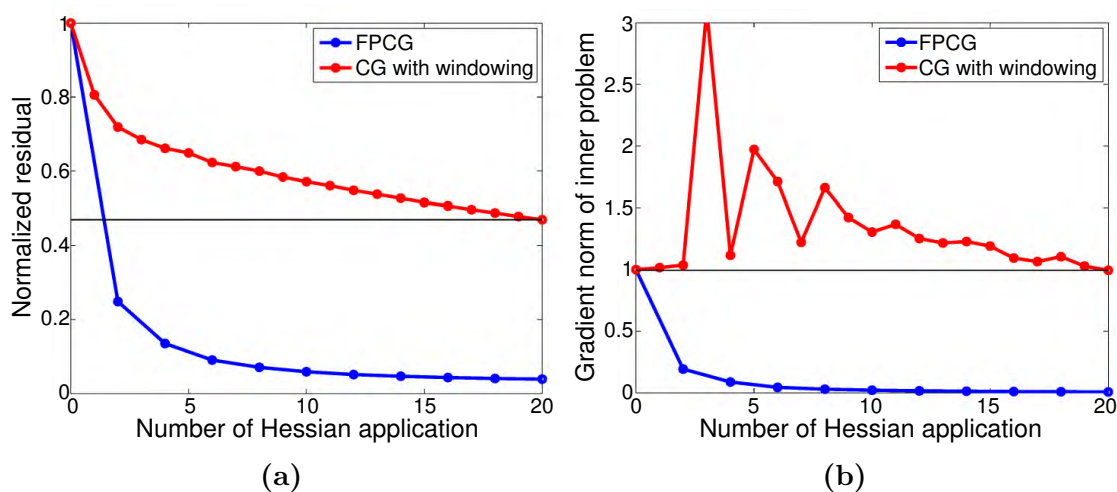 1
0.8
0.6
0.4
0.2
0
Normalized residual
FPCG
CG with windowing
0 5 10 15 20
Number of Hessian application
(a)
3
2.5
2
1.5
1
0.5
0
Gradient norm of inner problem
FPCG
CG with windowing
0 5 10 15 20
Number of Hessian application
(b)